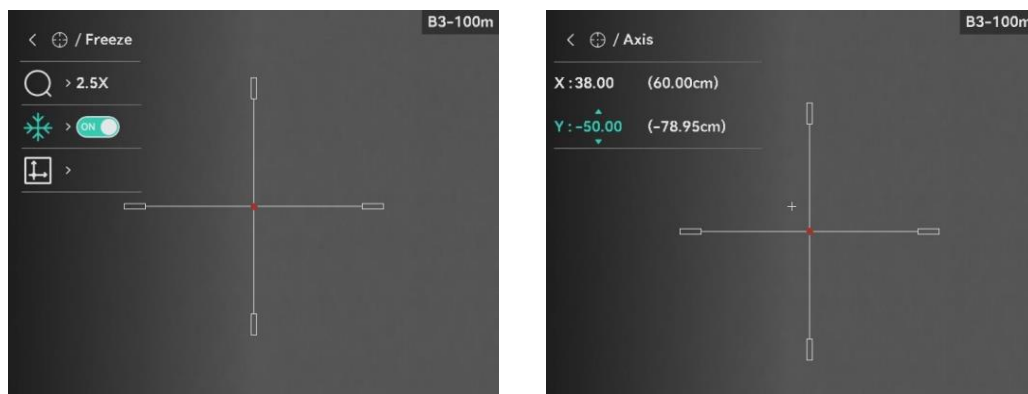 B3-100m
/ Freeze
> 2.5X
> ON
>
B3-100m
/ Axis
X : 38.00 (60.00cm)
Y : -50.00 (-78.95cm)